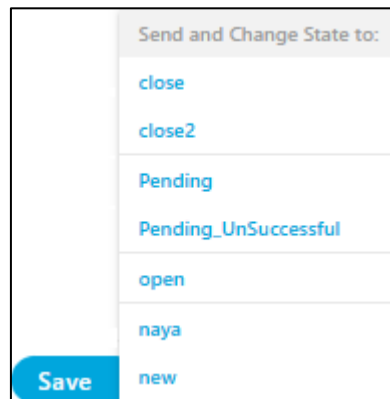 Send and Change State to:
close
close2
Pending
Pending_UnSuccessful
open
naya
new
Save